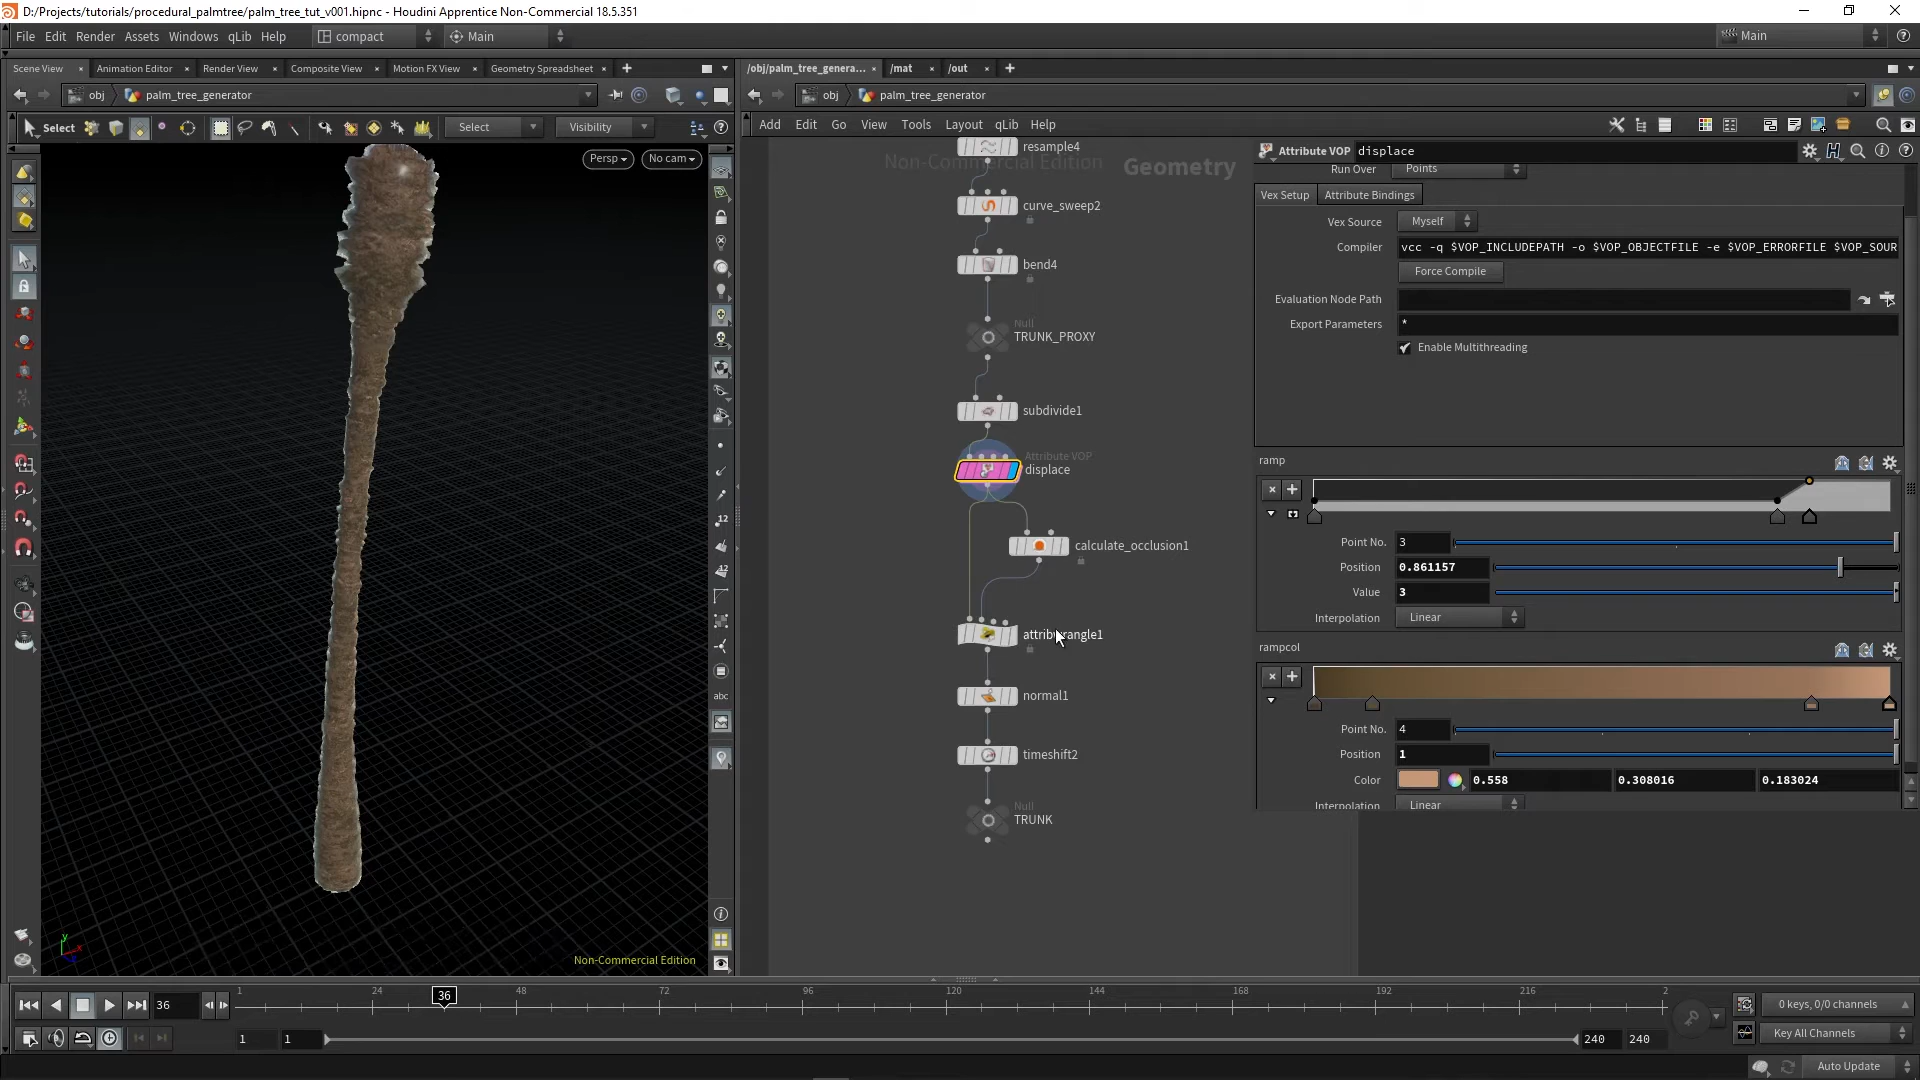 D:/Projects/tutorials/procedural_palmtree/palm_tree_tut_v001.hipnc - Houdini Apprentice Non-Commercial 18.5.351
File Edit Render Assets Windows qLib Help compact Main Main
Scene View Animation Editor Render View Composite View Motion FX View Geometry Spreadsheet
/obj/palm_tree_genera... /mat /out
obj palm_tree_generator
obj palm_tree_generator
Select Select Visibility
Add Edit Go View Tools Layout qLib Help
Persp No cam
Non-Commercial Edition
Geometry
resample4
curve_sweep2
bend4
Null
TRUNK_PROXY
subdivide1
Attribute VOP
displace
calculate_occlusion1
normal1
timeshift2
Null
TRUNK
Attribute VOP displace
Run Over Points
Vex Setup Attribute Bindings
Vex Source Myself
Compiler vcc -q $VOP_INCLUDEPATH -o $VOP_OBJECTFILE -e $VOP_ERRORFILE $VOP_SOUR
Force Compile
Evaluation Node Path
Export Parameters *
Enable Multithreading
ramp
Point No. 3
Position 0.861157
Value 3
Interpolation Linear
rampcol
Point No. 4
Position 1
Color 0.558 0.308016 0.183024
Interpolation Linear
12
12
abc
y
x
z
Non-Commercial Edition
36 1 24 36 48 72 96 120 144 168 192 216 2
0 keys, 0/0 channels
1 1 240 240
Key All Channels
Auto Update